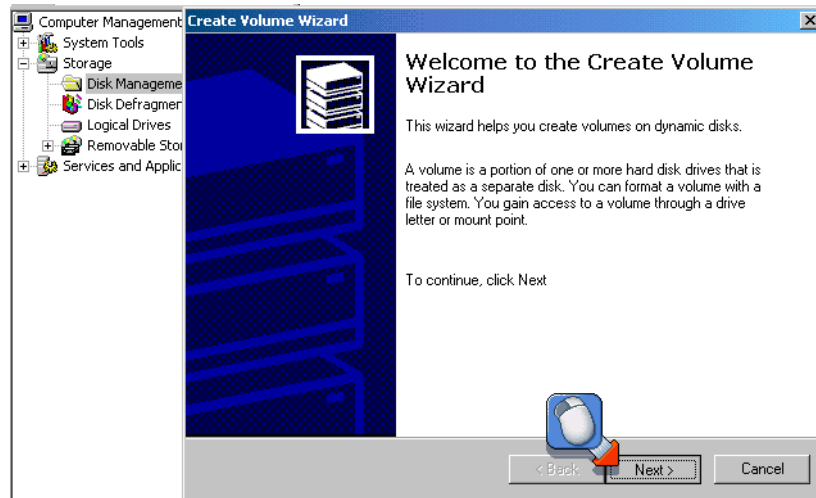 Computer Management
System Tools
Storage
Disk Manageme
Disk Defragmen
Logical Drives
Removable Stor
Services and Applic
Create Volume Wizard
Welcome to the Create Volume
Wizard
This wizard helps you create volumes on dynamic disks.
A volume is a portion of one or more hard disk drives that is
treated as a separate disk. You can format a volume with a
file system. You gain access to a volume through a drive
letter or mount point.
To continue, click Next
< Back
Next >
Cancel